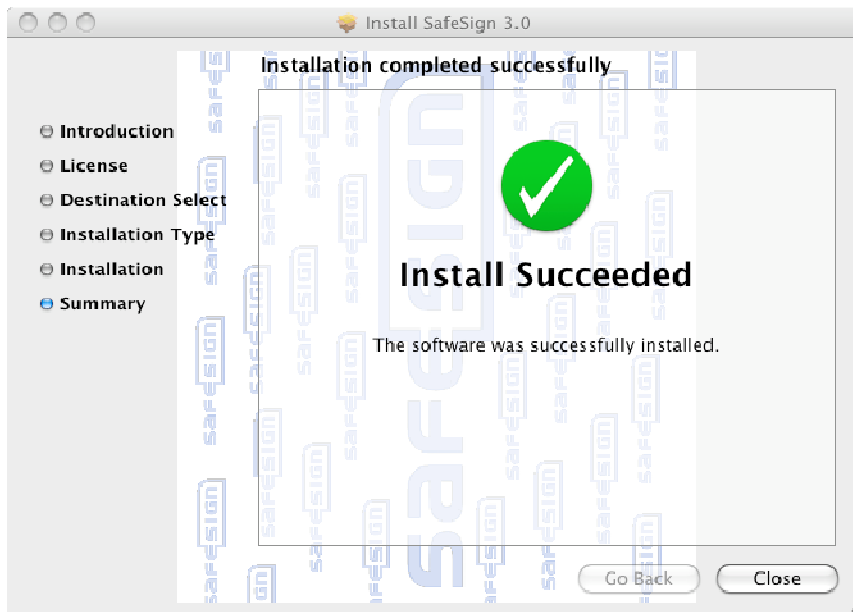 Install SafeSign 3.0
Installation completed successfully
Introduction
License
Destination Select
Installation Type
Installation
Summary
Install Succeeded
The software was successfully installed.
Go Back
Close
safesign